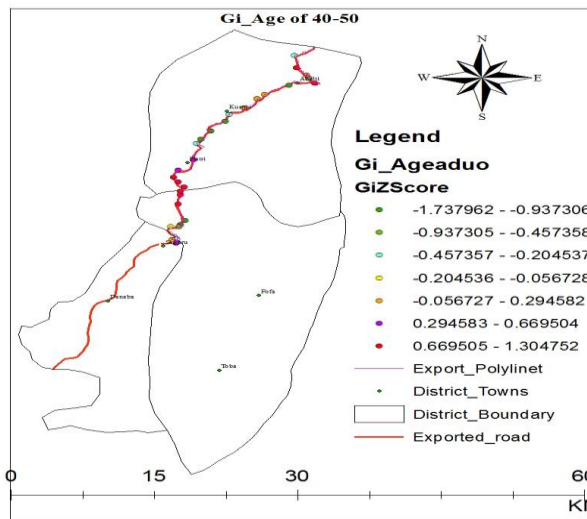 Gi_Age of 40-50
N
W
E
S
Legend
Gi_Ageaduo
GiZScore
-1.737962 - -0.937306
-0.937305 - -0.457358
-0.457357 - -0.204537
-0.204536 - -0.056728
-0.056727 - 0.294582
0.294583 - 0.669504
0.669505 - 1.304752
Export_Polylinet
District_Towns
District_Boundary
Exported_road
Daneba
Fofa
Toba
0
15
30
60